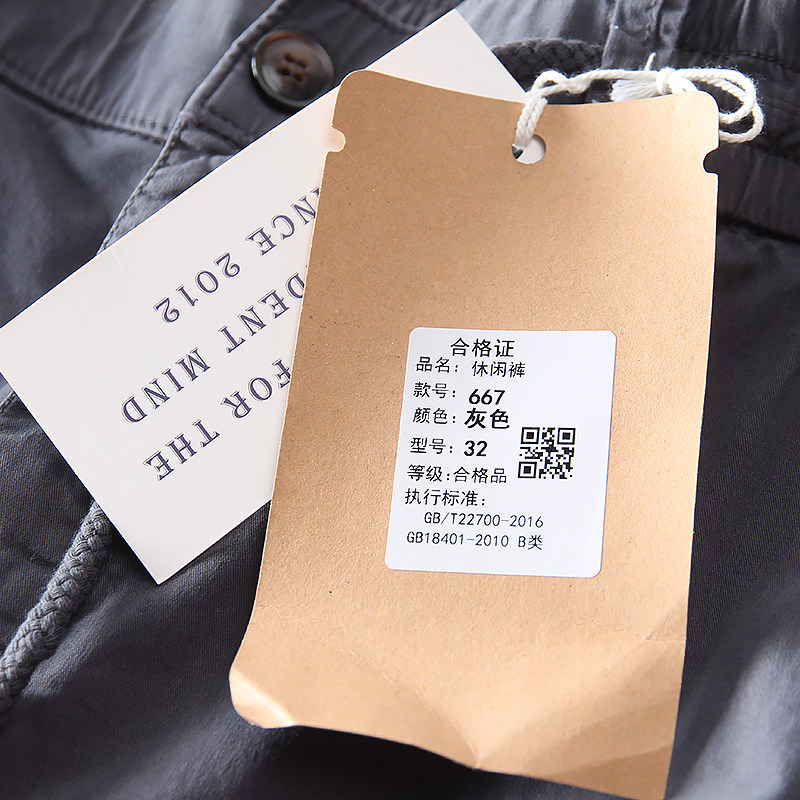 合格证
品名: 休闲裤
款号: 667
颜色: 灰色
型号: 32
等级:合格品
执行标准:
GB/T22700-2016
GB18401-2010 B类
FOR THE
MIND
2012